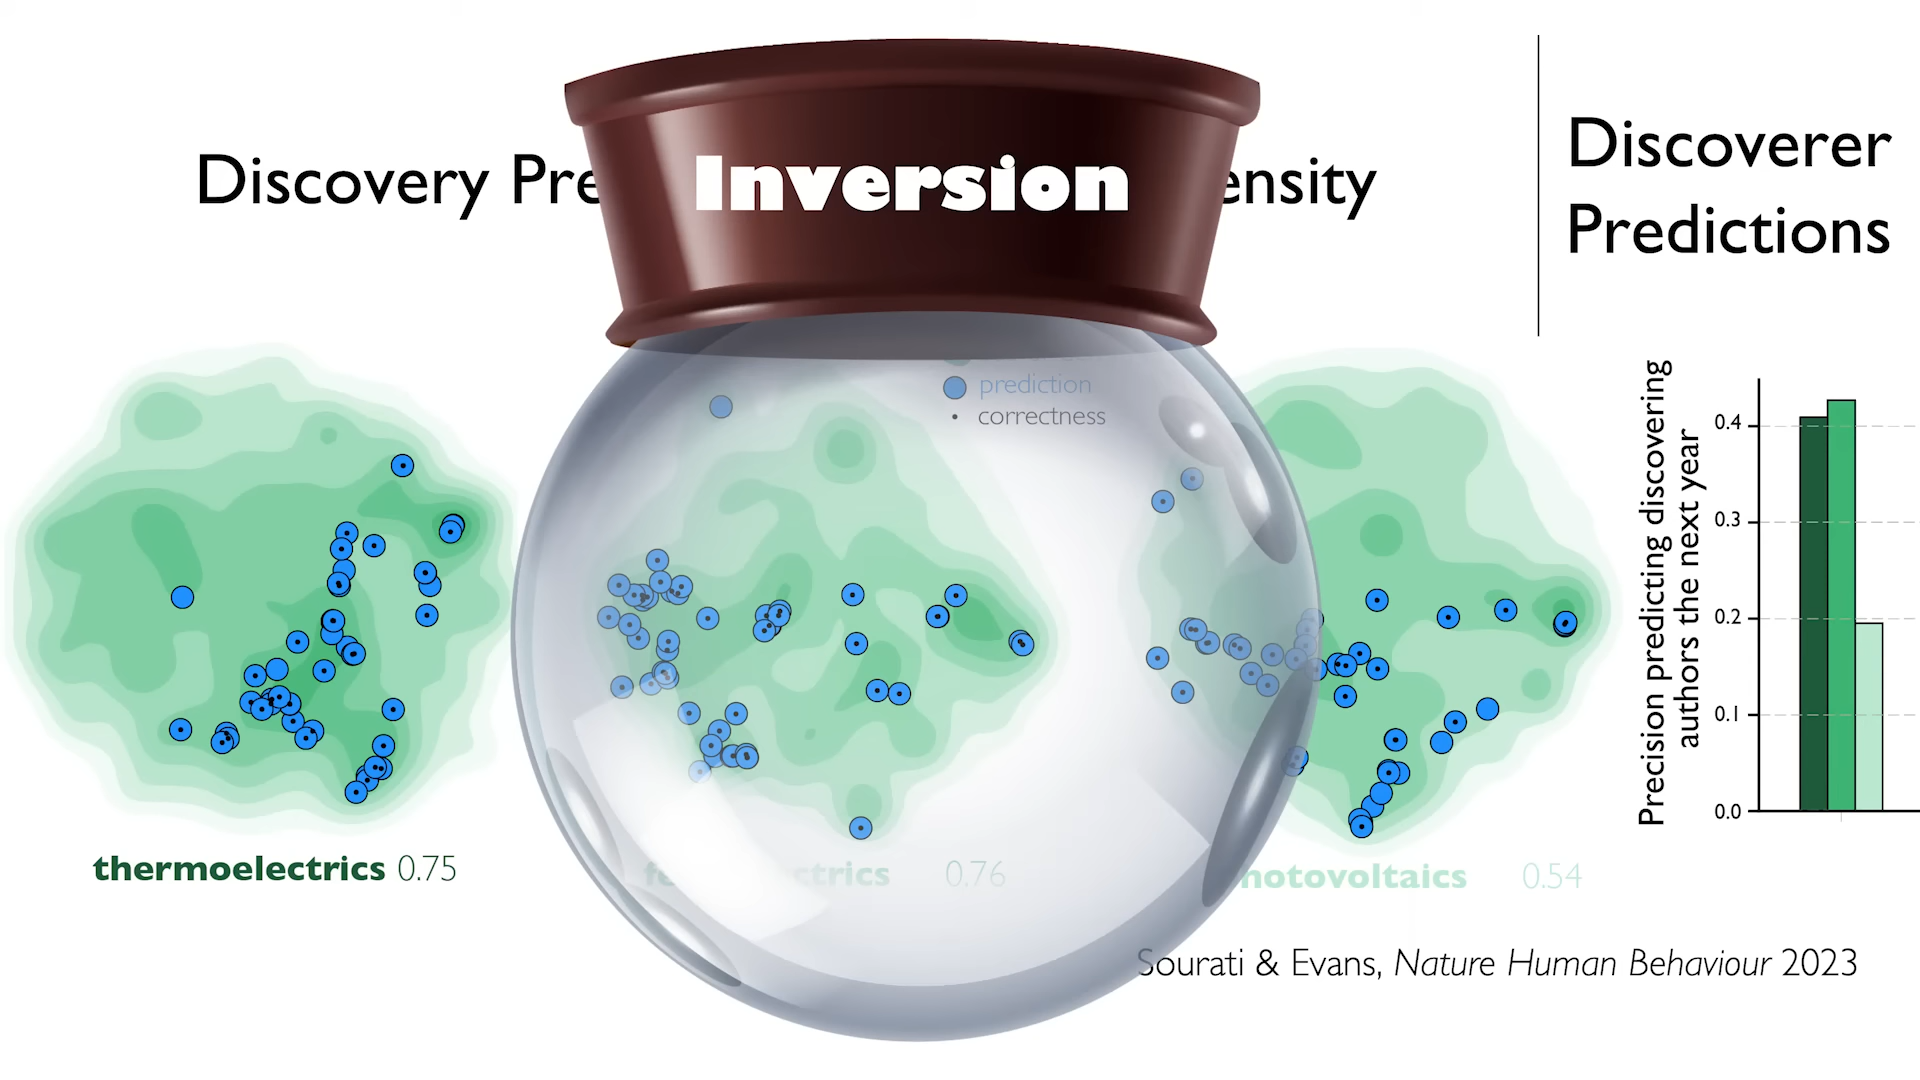 Inversion
Discovery Pre
ensity
Discoverer
Predictions
prediction
correctness
Precision predicting discovering
authors the next year
0.4
0.3
0.2
0.1
0.0
thermoelectrics 0.75
ctrics 0.76
hotovoltaics 0.54
Sourati & Evans, Nature Human Behaviour 2023